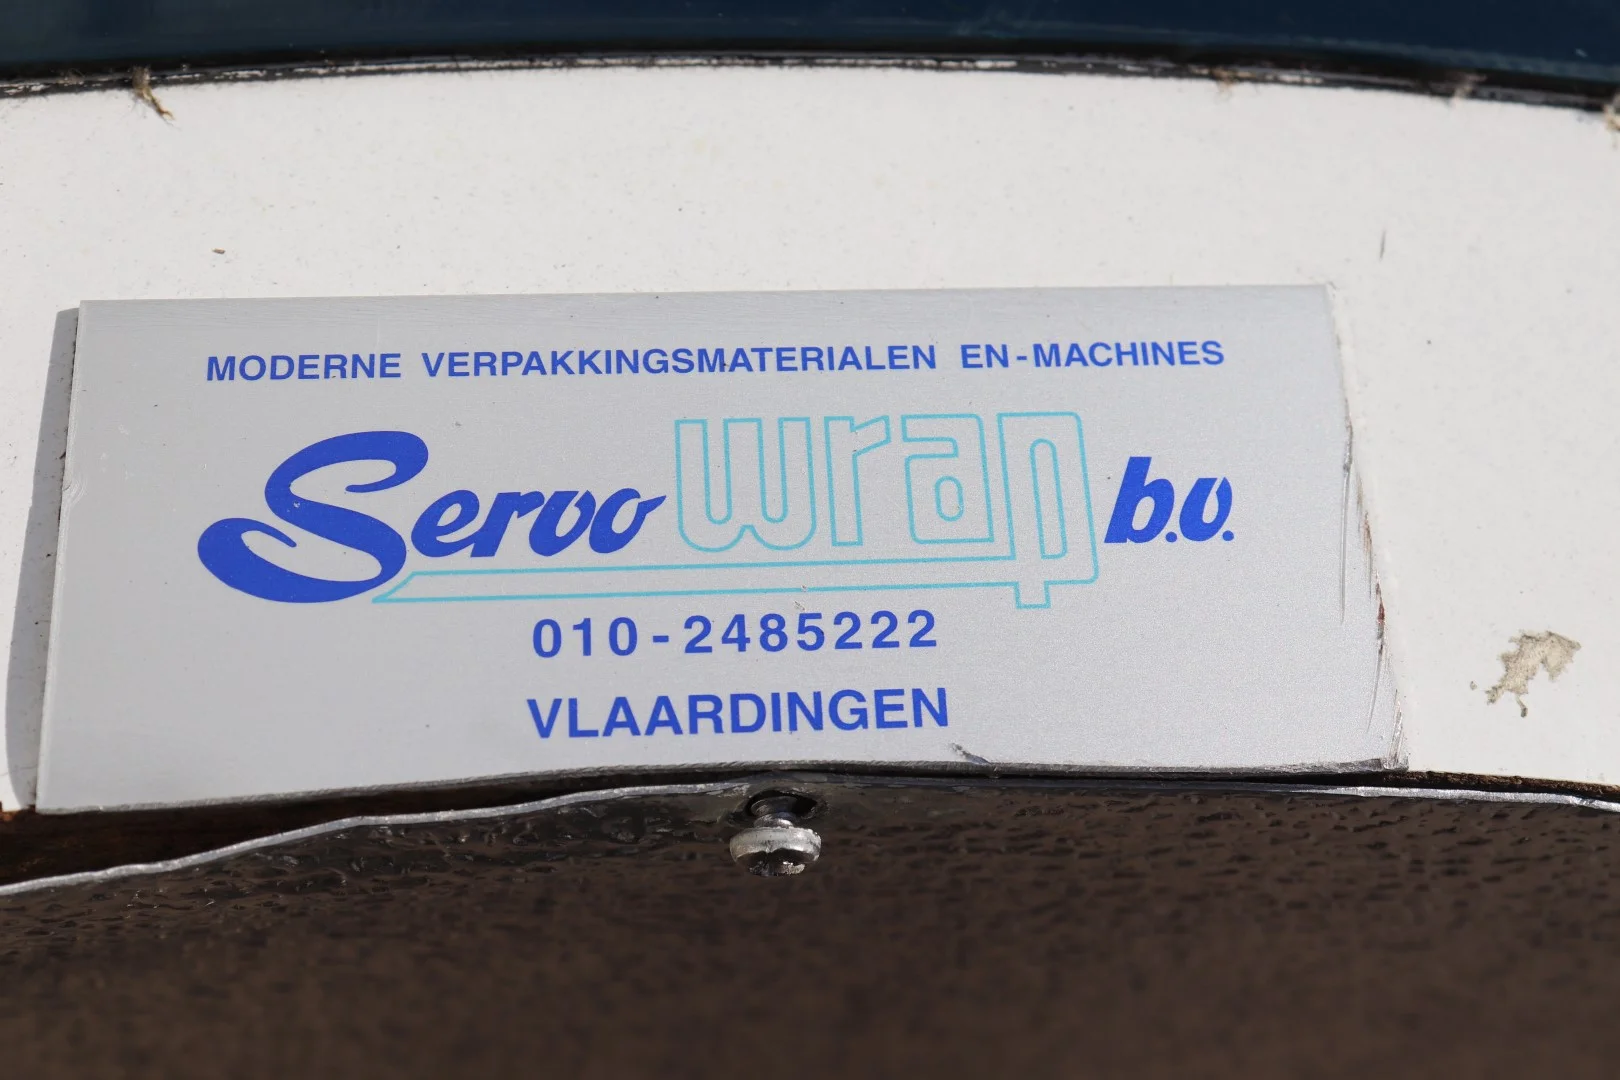 MODERNE VERPAKKINGSMATERIALEN EN-MACHINES
Servo wrap b.v.
010-2485222
VLAARDINGEN